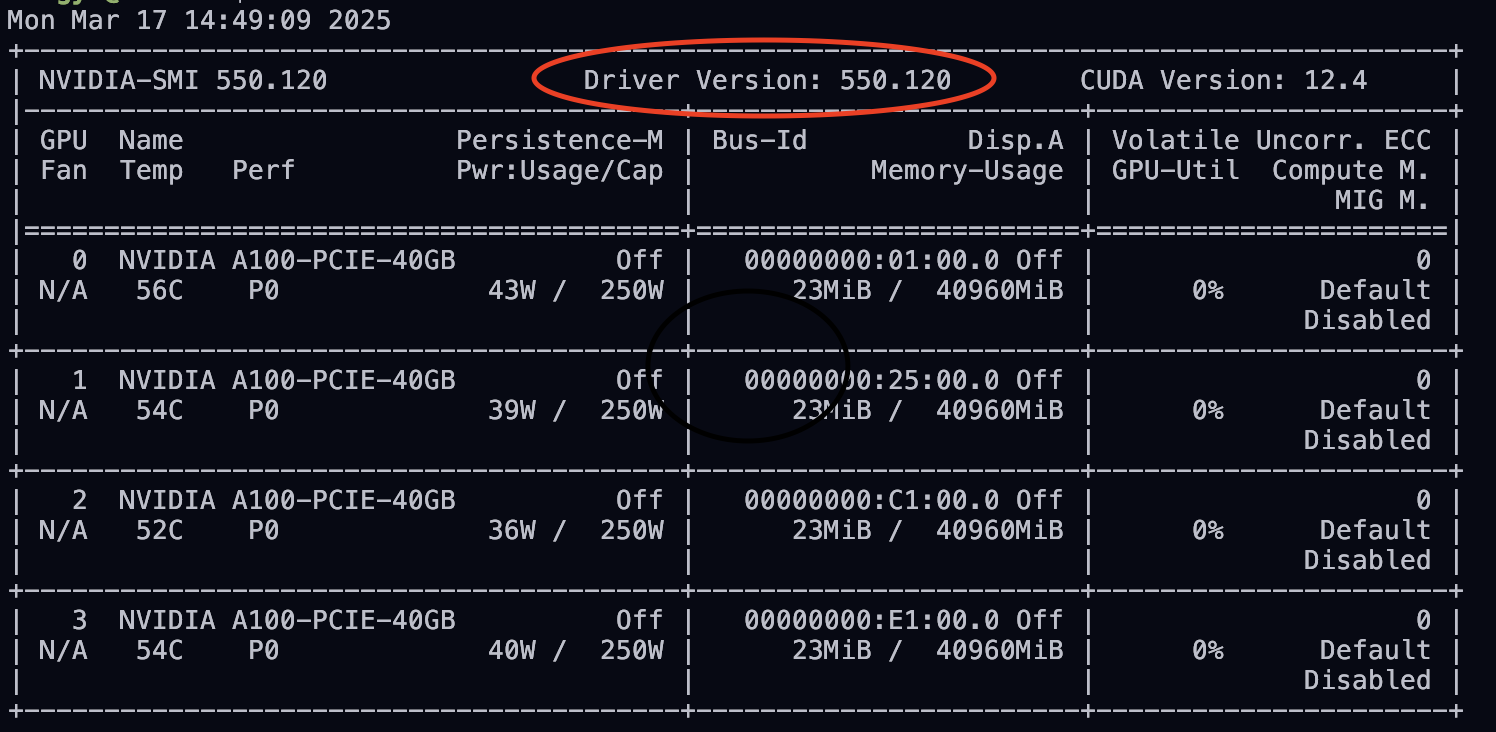 Mon Mar 17 14:49:09 2025
+-----------------------------------------------------------------------------------------+
| NVIDIA-SMI 550.120                Driver Version: 550.120        CUDA Version: 12.4     |
|-----------------------------------------+------------------------+----------------------+
| GPU  Name                 Persistence-M | Bus-Id          Disp.A | Volatile Uncorr. ECC |
| Fan  Temp   Perf          Pwr:Usage/Cap |           Memory-Usage | GPU-Util  Compute M. |
|                                         |                        |               MIG M. |
|=========================================+========================+======================|
|   0  NVIDIA A100-PCIE-40GB          Off |   00000000:01:00.0 Off |                    0 |
| N/A   56C    P0             43W /  250W |      23MiB /  40960MiB |      0%      Default |
|                                         |                        |             Disabled |
+-----------------------------------------+------------------------+----------------------+
|   1  NVIDIA A100-PCIE-40GB          Off |   00000000:25:00.0 Off |                    0 |
| N/A   54C    P0             39W /  250W |      23MiB /  40960MiB |      0%      Default |
|                                         |                        |             Disabled |
+-----------------------------------------+------------------------+----------------------+
|   2  NVIDIA A100-PCIE-40GB          Off |   00000000:C1:00.0 Off |                    0 |
| N/A   52C    P0             36W /  250W |      23MiB /  40960MiB |      0%      Default |
|                                         |                        |             Disabled |
+-----------------------------------------+------------------------+----------------------+
|   3  NVIDIA A100-PCIE-40GB          Off |   00000000:E1:00.0 Off |                    0 |
| N/A   54C    P0             40W /  250W |      23MiB /  40960MiB |      0%      Default |
|                                         |                        |             Disabled |
+-----------------------------------------+------------------------+----------------------+